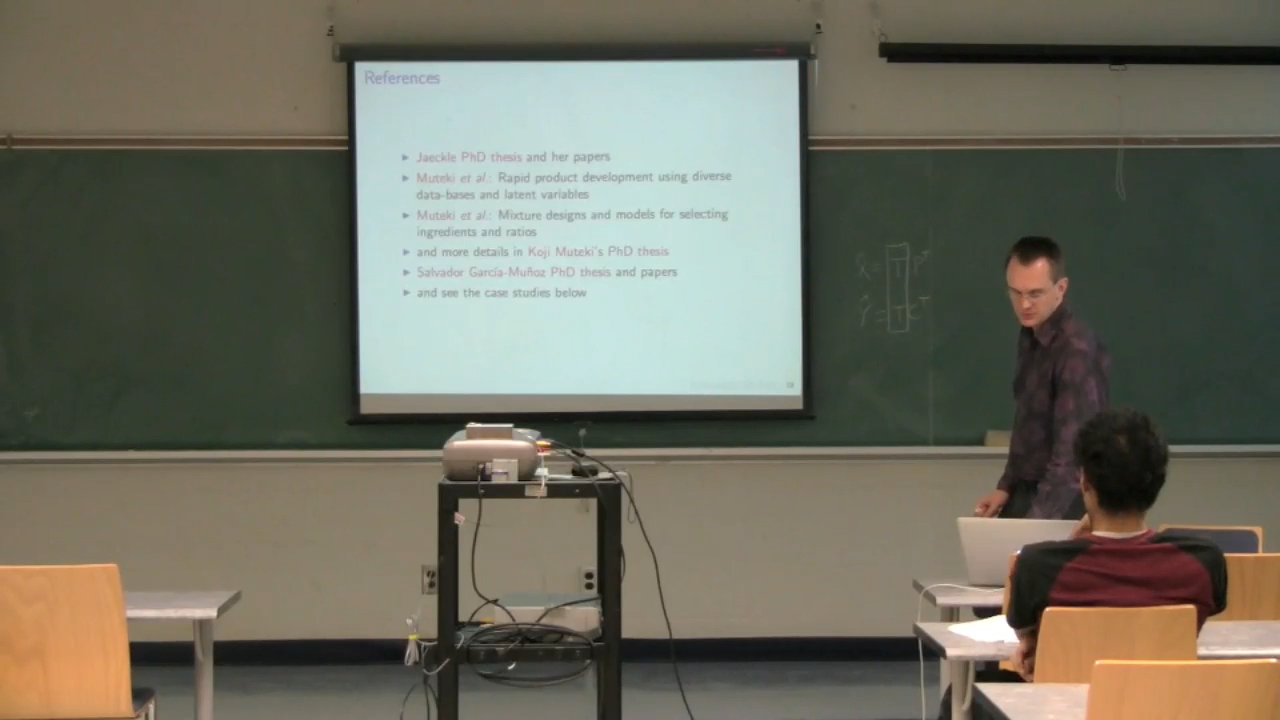 References
▶ Jaeckle PhD thesis and her papers
▶ Muteki et al.: Rapid product development using diverse
data-bases and latent variables
▶ Muteki et al.: Mixture designs and models for selecting
ingredients and ratios
▶ and more details in Koji Muteki's PhD thesis
▶ Salvador García-Muñoz PhD thesis and papers
▶ and see the case studies below